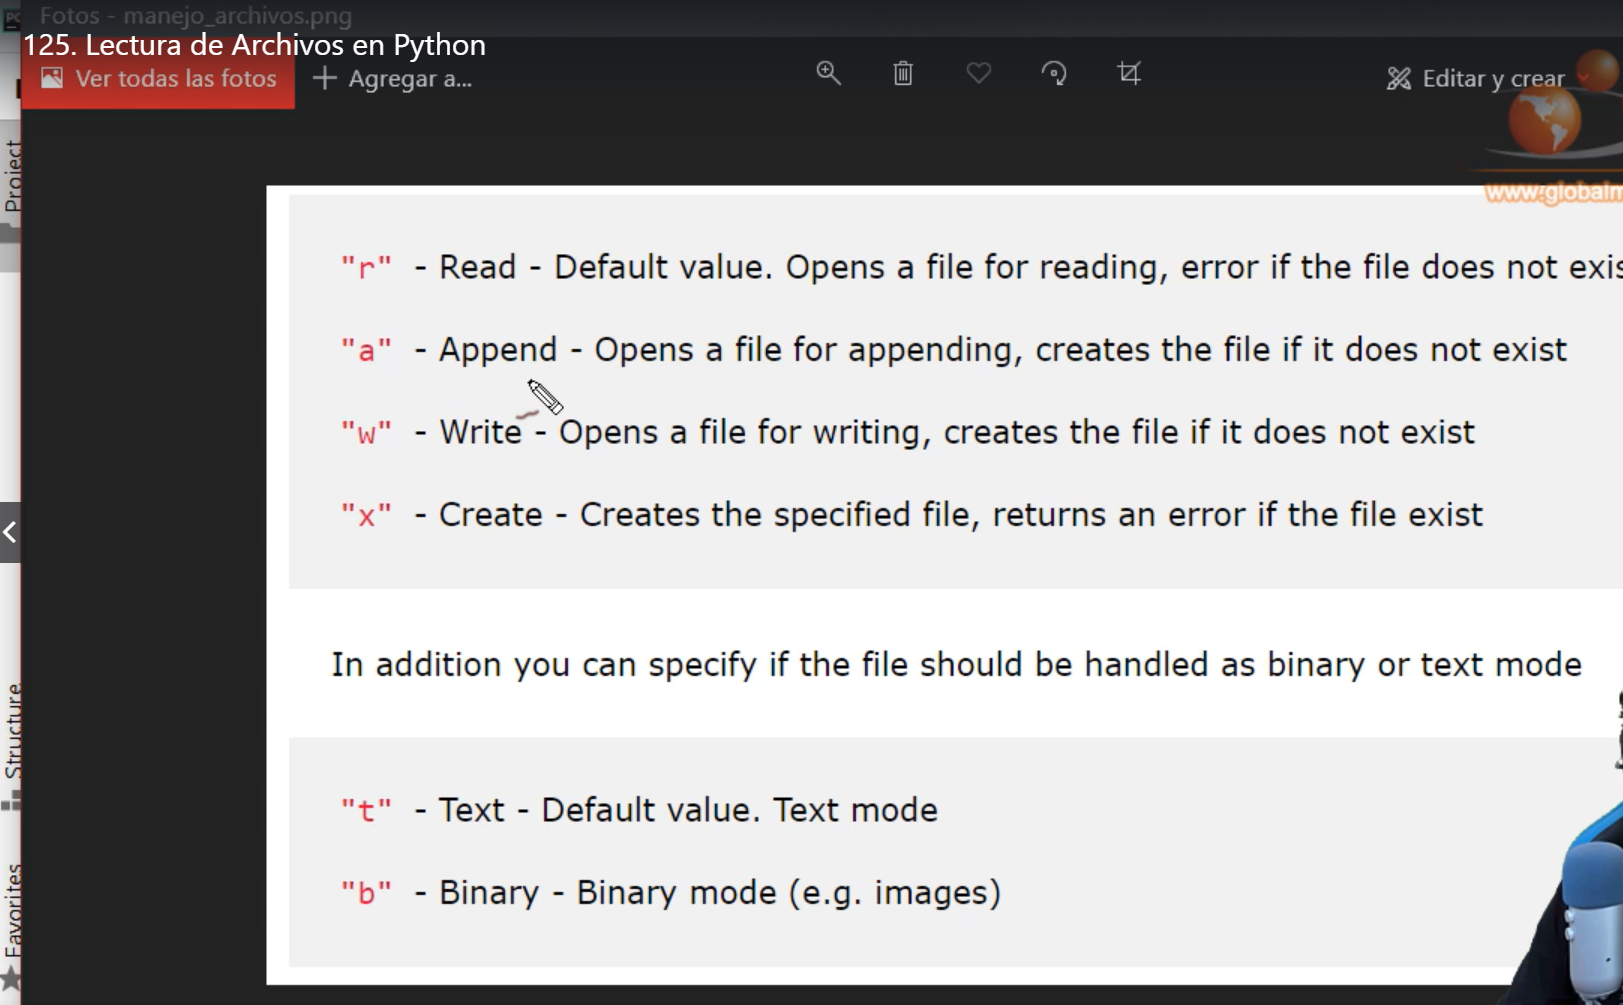 Fotos - manejo_archivos.png
125. Lectura de Archivos en Python
Ver todas las fotos
Agregar a...
Editar y crear
Project
"r" - Read - Default value. Opens a file for reading, error if the file does not
"a" - Append - Opens a file for appending, creates the file if it does not exist
"w" - Write - Opens a file for writing, creates the file if it does not exist
"x" - Create - Creates the specified file, returns an error if the file exist
In addition you can specify if the file should be handled as binary or text mode
Structure
"t" - Text - Default value. Text mode
"b" - Binary - Binary mode (e.g. images)
Favorites